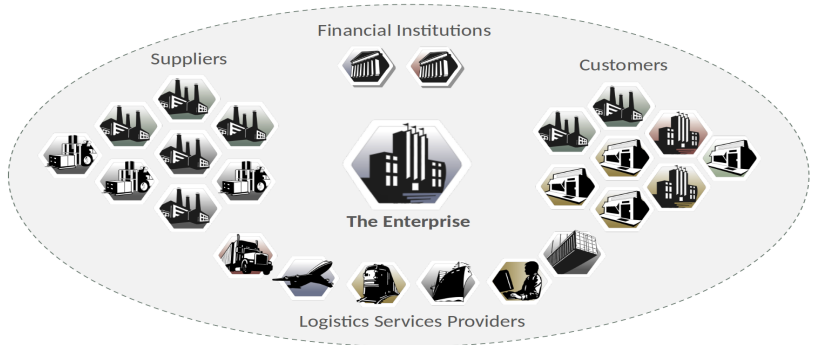 Financial Institutions
Suppliers
Customers
The Enterprise
Logistics Services Providers